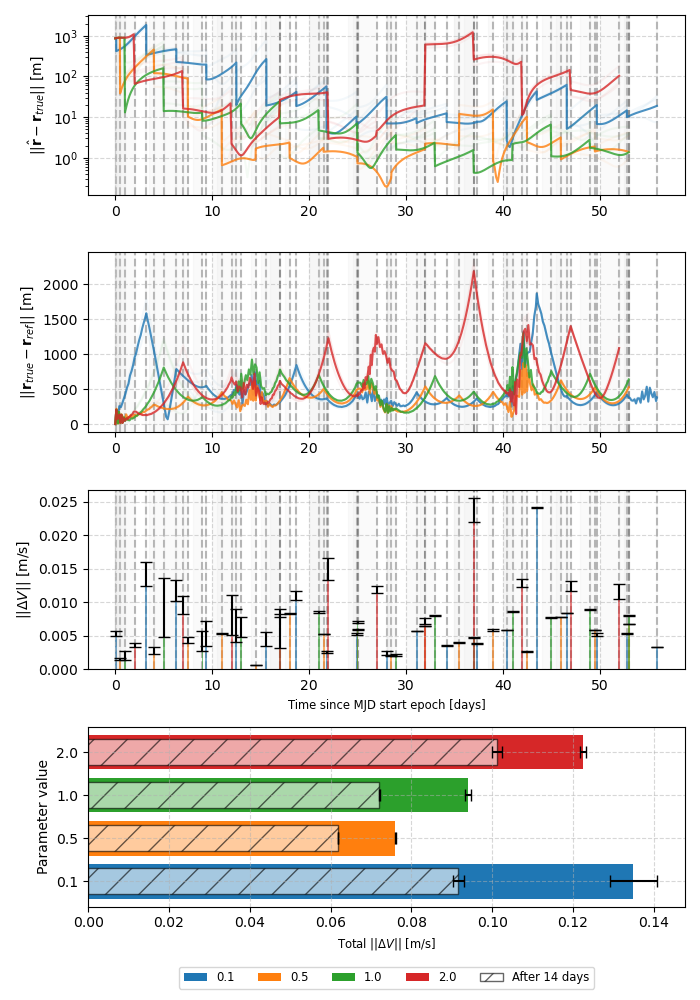 ||r̂ − r_true|| [m]
10³
10²
10¹
10⁰
0 10 20 30 40 50
||r_true − r_ref|| [m]
2000
1500
1000
500
0
0 10 20 30 40 50
||ΔV|| [m/s]
0.025
0.020
0.015
0.010
0.005
0.000
0 10 20 30 40 50
Time since MJD start epoch [days]
Parameter value
2.0
1.0
0.5
0.1
0.00 0.02 0.04 0.06 0.08 0.10 0.12 0.14
Total ||ΔV|| [m/s]
0.1 0.5 1.0 2.0 After 14 days